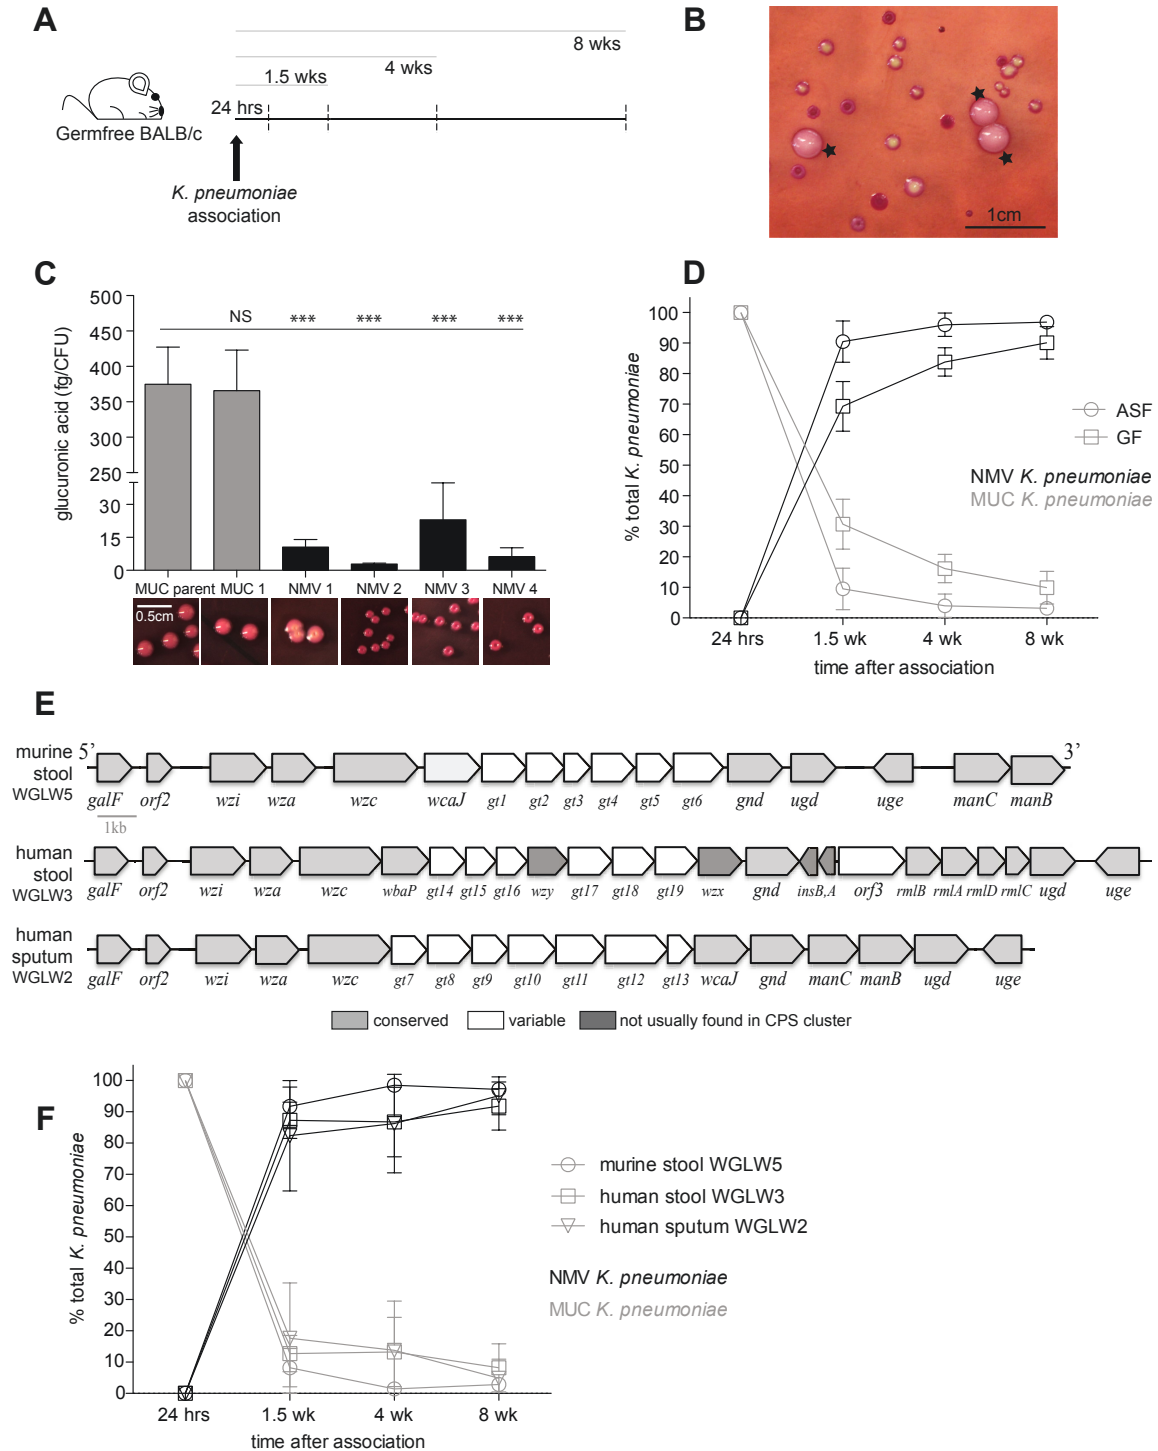 A
8 wks
4 wks
1.5 wks
24 hrs
Germfree BALB/c
K. pneumoniae
association
B
1cm
C
500
450
400
350
300
250
30
15
0
glucuronic acid (fg/CFU)
NS *** *** *** ***
MUC parent MUC 1 NMV 1 NMV 2 NMV 3 NMV 4
0.5cm
D
100
90
80
70
60
50
40
30
20
10
0
% total K. pneumoniae
24 hrs 1.5 wk 4 wk 8 wk
time after association
ASF
GF
NMV K. pneumoniae
MUC K. pneumoniae
E
murine
stool
WGLW5
5’ 3’
galF orf2 wzi wza wzc wcaJ gt1 gt2 gt3 gt4 gt5 gt6 gnd ugd uge manC manB
1kb
human
stool
WGLW3
galF orf2 wzi wza wzc wbaP gt14 gt15 gt16 wzy gt17 gt18 gt19 wzx gnd insB,A orf3 rmlB rmlA rmlD rmlC ugd uge
human
sputum
WGLW2
galF orf2 wzi wza wzc gt7 gt8 gt9 gt10 gt11 gt12 gt13 wcaJ gnd manC manB ugd uge
conserved variable not usually found in CPS cluster
F
100
90
80
70
60
50
40
30
20
10
0
% total K. pneumoniae
24 hrs 1.5 wk 4 wk 8 wk
time after association
murine stool WGLW5
human stool WGLW3
human sputum WGLW2
NMV K. pneumoniae
MUC K. pneumoniae